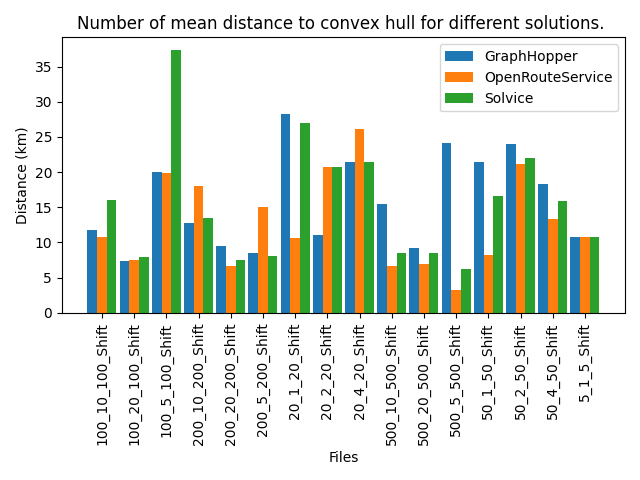 Number of mean distance to convex hull for different solutions.
GraphHopper
OpenRouteService
Solvice
Distance (km)
35
30
25
20
15
10
5
0
100_10_100_Shift
100_20_100_Shift
100_5_100_Shift
200_10_200_Shift
200_20_200_Shift
200_5_200_Shift
20_1_20_Shift
20_2_20_Shift
20_4_20_Shift
500_10_500_Shift
500_20_500_Shift
500_5_500_Shift
50_1_50_Shift
50_2_50_Shift
50_4_50_Shift
5_1_5_Shift
Files